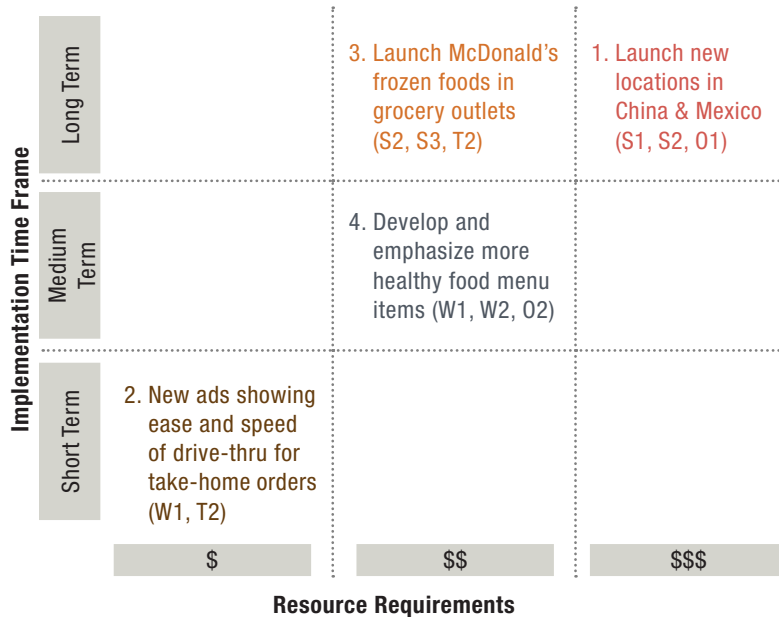 Implementation Time Frame
Long Term
3. Launch McDonald's
frozen foods in
grocery outlets
(S2, S3, T2)
1. Launch new
locations in
China & Mexico
(S1, S2, O1)
Medium
Term
4. Develop and
emphasize more
healthy food menu
items (W1, W2, O2)
Short Term
2. New ads showing
ease and speed
of drive-thru for
take-home orders
(W1, T2)
$
$$
$$$
Resource Requirements